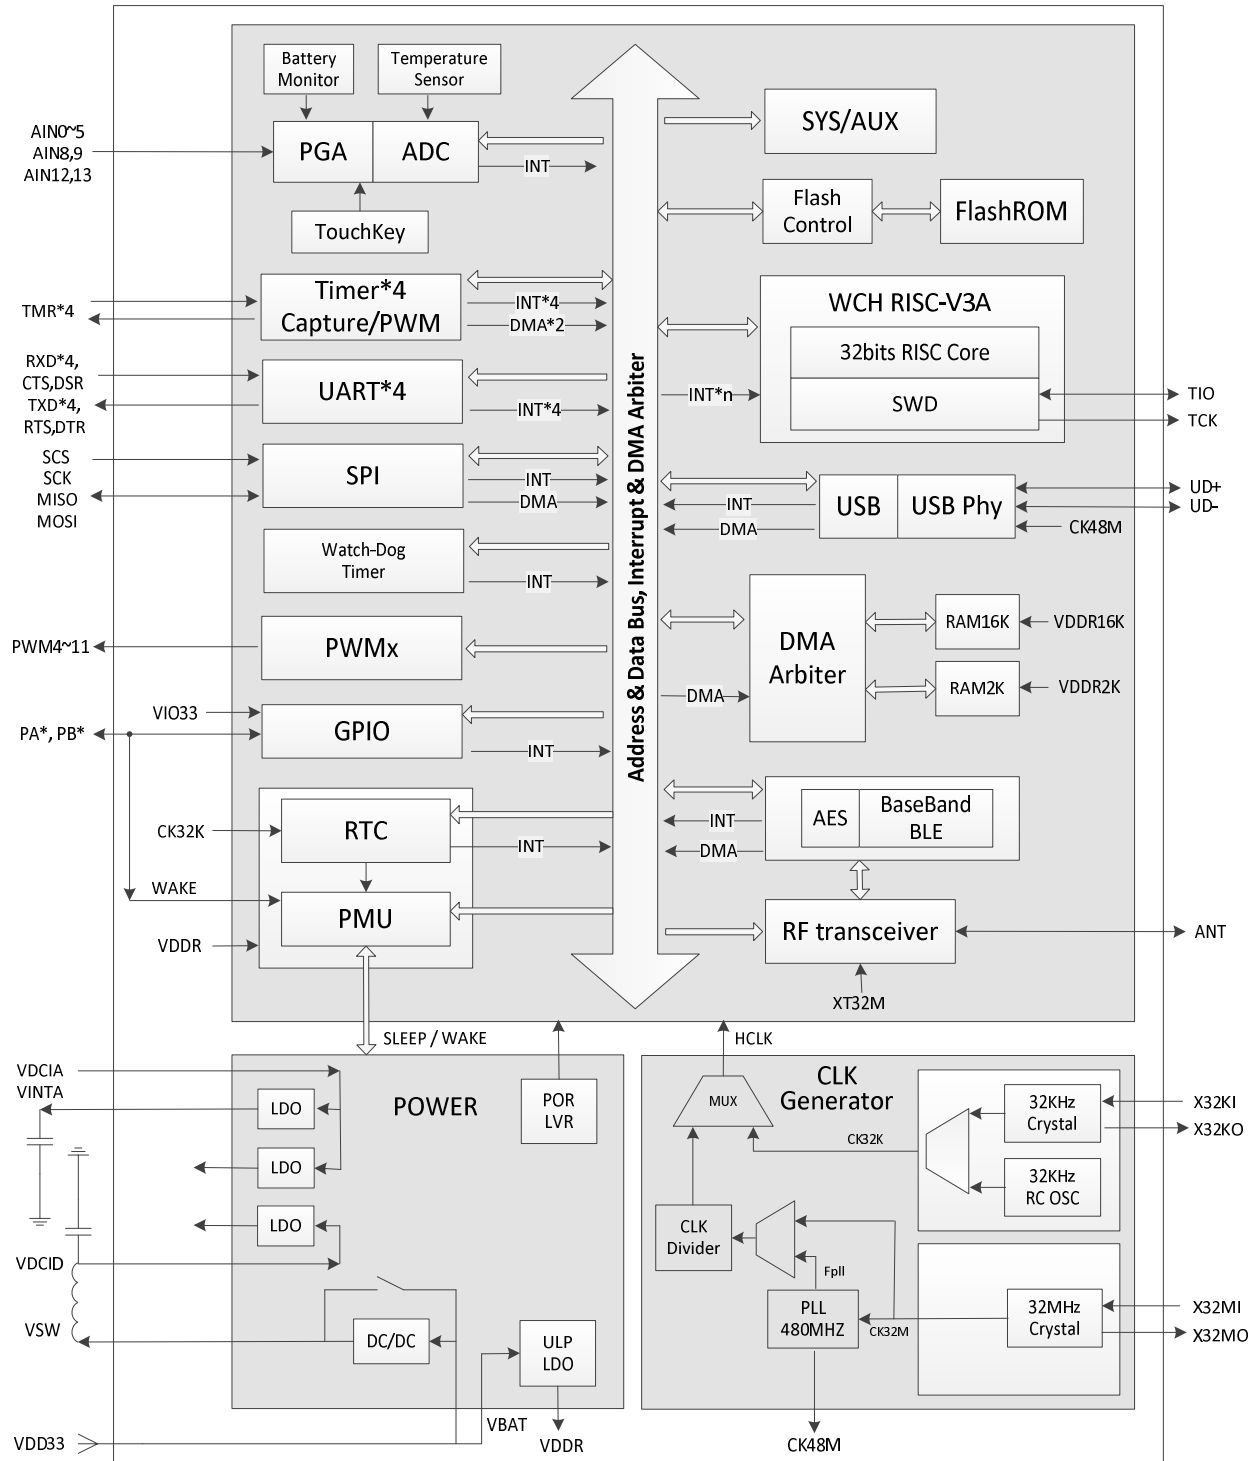 Battery
Monitor
Temperature
Sensor
AIN0~5
AIN8,9
AIN12,13
PGA
ADC
INT
TouchKey
SYS/AUX
Flash
Control
FlashROM
TMR*4
Timer*4
Capture/PWM
INT*4
DMA*2
WCH RISC-V3A
32bits RISC Core
SWD
INT*n
TIO
TCK
RXD*4,
CTS,DSR
TXD*4,
RTS,DTR
UART*4
INT*4
SCS
SCK
MISO
MOSI
SPI
INT
DMA
Address & Data Bus, Interrupt & DMA Arbiter
INT
DMA
USB
USB Phy
UD+
UD-
CK48M
Watch-Dog
Timer
INT
PWM4~11
PWMx
DMA
Arbiter
DMA
RAM16K
VDDR16K
RAM2K
VDDR2K
VIO33
PA*, PB*
GPIO
INT
CK32K
RTC
INT
WAKE
PMU
VDDR
INT
DMA
AES
BaseBand
BLE
RF transceiver
ANT
XT32M
SLEEP / WAKE
HCLK
VDCIA
VINTA
LDO
POWER
POR
LVR
LDO
LDO
VDCID
VSW
DC/DC
ULP
LDO
VBAT
VDD33
VDDR
CLK
Generator
MUX
CK32K
32KHz
Crystal
X32KI
X32KO
32KHz
RC OSC
CLK
Divider
Fpll
PLL
480MHZ
CK32M
32MHz
Crystal
X32MI
X32MO
CK48M